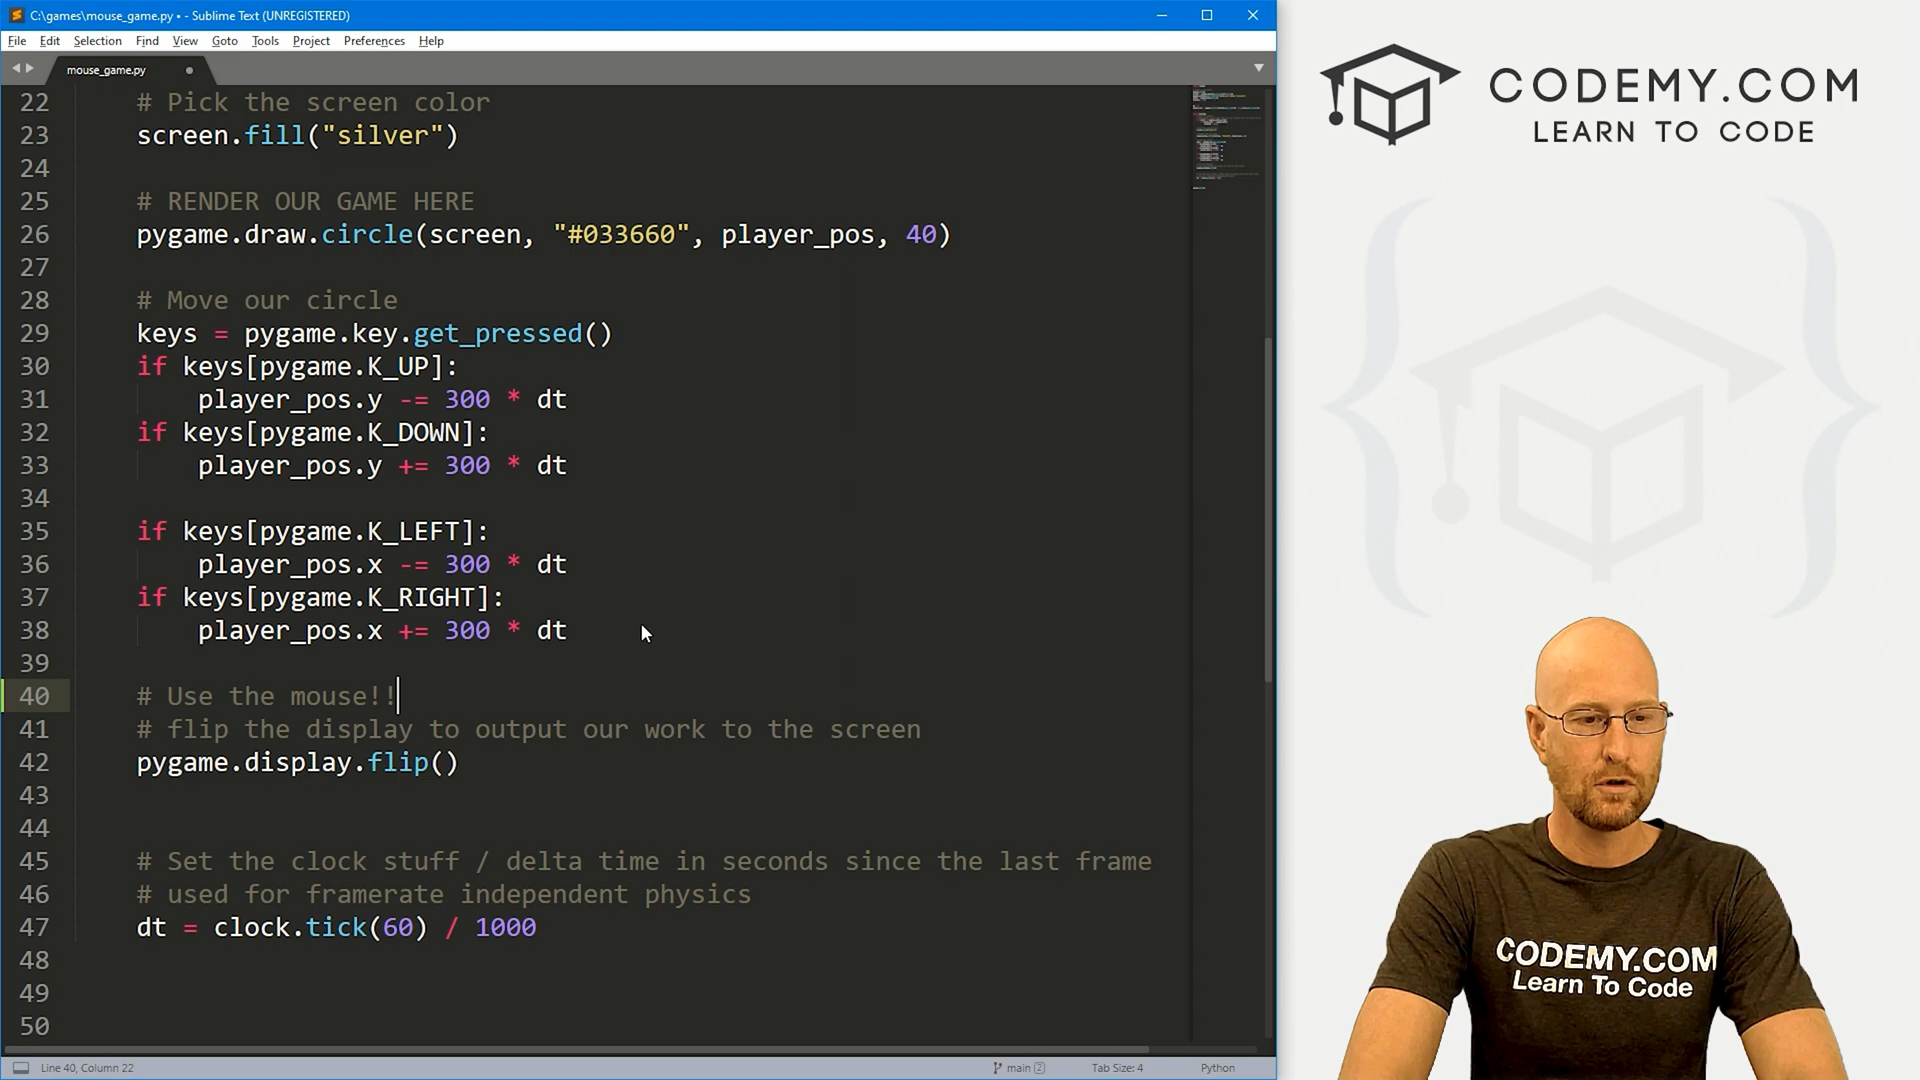 C:\games\mouse_game.py • - Sublime Text (UNREGISTERED)
File Edit Selection Find View Goto Tools Project Preferences Help
mouse_game.py
22 # Pick the screen color
23 screen.fill("silver")
24
25 # RENDER OUR GAME HERE
26 pygame.draw.circle(screen, "#033660", player_pos, 40)
27
28 # Move our circle
29 keys = pygame.key.get_pressed()
30 if keys[pygame.K_UP]:
31 player_pos.y -= 300 * dt
32 if keys[pygame.K_DOWN]:
33 player_pos.y += 300 * dt
34
35 if keys[pygame.K_LEFT]:
36 player_pos.x -= 300 * dt
37 if keys[pygame.K_RIGHT]:
38 player_pos.x += 300 * dt
39
40 # Use the mouse!!
41 # flip the display to output our work to the screen
42 pygame.display.flip()
43
44
45 # Set the clock stuff / delta time in seconds since the last frame
46 # used for framerate independent physics
47 dt = clock.tick(60) / 1000
48
49
50
Line 40, Column 22
main 2
Tab Size: 4
Python
CODEMY.COM
LEARN TO CODE
CODEMY.COM
Learn To Code